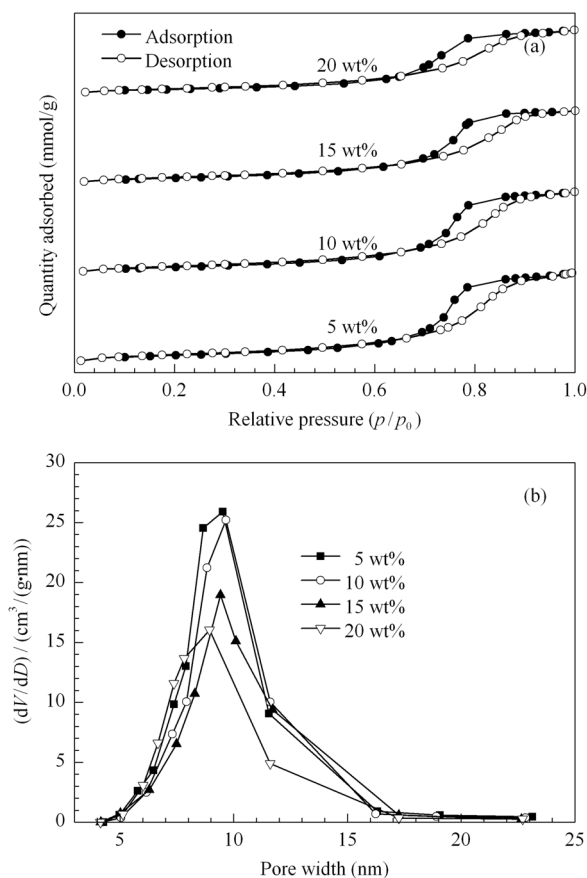 Adsorption
Desorption
(a)
20 wt%
15 wt%
10 wt%
5 wt%
Quantity adsorbed (mmol/g)
0.0 0.2 0.4 0.6 0.8 1.0
Relative pressure (p/p₀)
(b)
30
25
20
15
10
5
0
5 wt%
10 wt%
15 wt%
20 wt%
(dV/dD) / (cm³/(g·nm))
5 10 15 20 25
Pore width (nm)